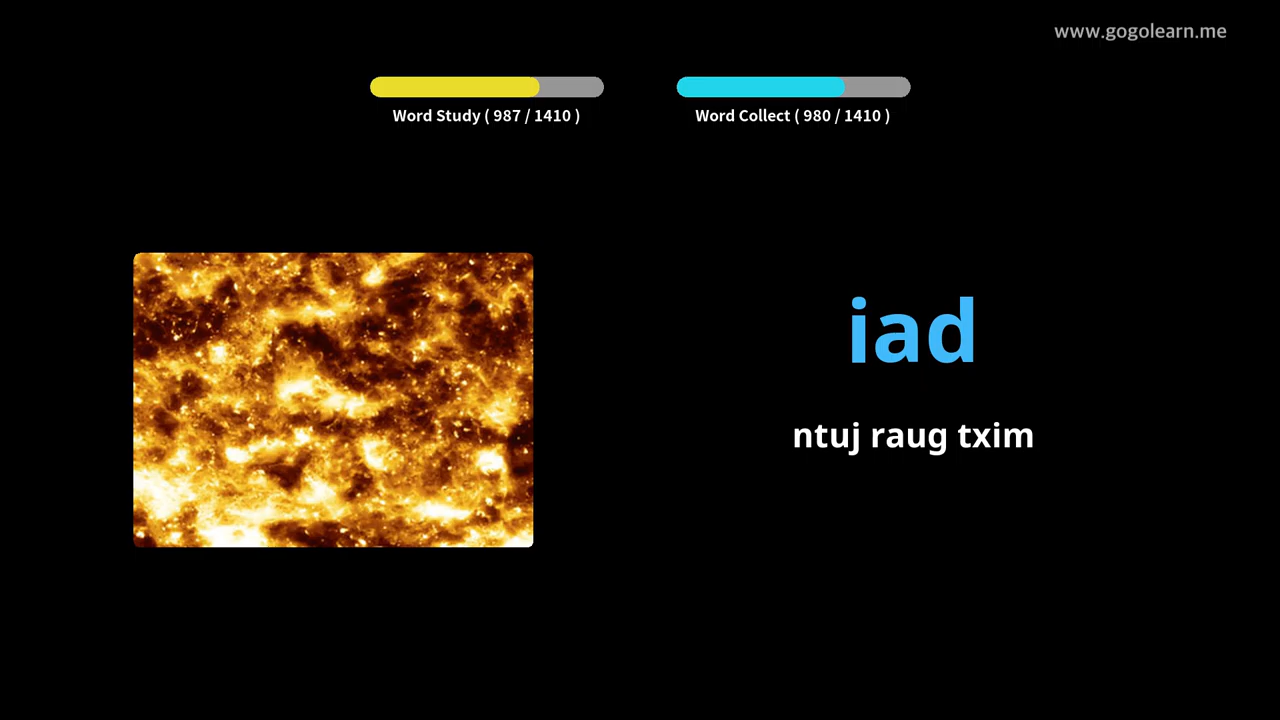 www.gogolearn.me
Word Study ( 987 / 1410 )
Word Collect ( 980 / 1410 )
iad
ntuj raug txim